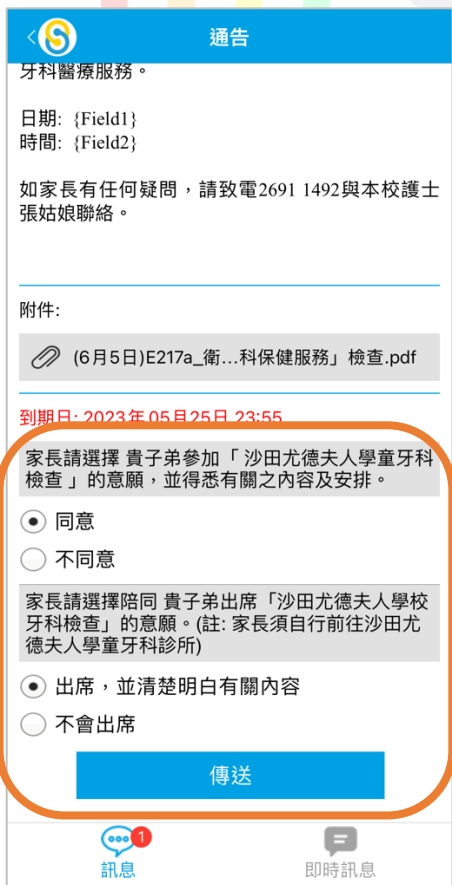 通告
牙科醫療服務。
日期: {Field1}
時間: {Field2}
如家長有任何疑問，請致電2691 1492與本校護士
張姑娘聯絡。
附件:
(6月5日)E217a_衛...科保健服務」檢查.pdf
到期日: 2023年05月25日 23:55
家長請選擇 貴子弟參加「 沙田尤德夫人學童牙科
檢查 」的意願，並得悉有關之內容及安排。
同意
不同意
家長請選擇陪同 貴子弟出席「沙田尤德夫人學校
牙科檢查」的意願。(註: 家長須自行前往沙田尤
德夫人學童牙科診所)
出席，並清楚明白有關內容
不會出席
傳送
1
訊息
即時訊息